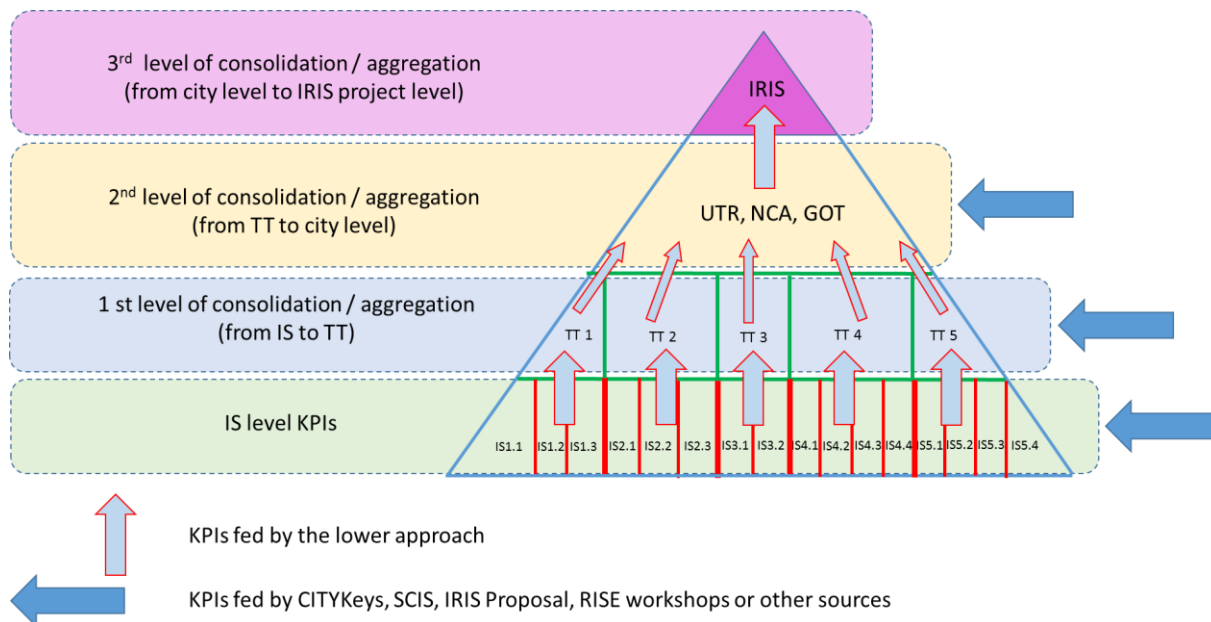 3rd level of consolidation / aggregation
(from city level to IRIS project level)
IRIS
2nd level of consolidation / aggregation
(from TT to city level)
UTR, NCA, GOT
1 st level of consolidation / aggregation
(from IS to TT)
TT 1 TT 2 TT 3 TT 4 TT 5
IS level KPIs
IS1.1 IS1.2 IS1.3 IS2.1 IS2.2 IS2.3 IS3.1 IS3.2 IS4.1 IS4.2 IS4.3 IS4.4 IS5.1 IS5.2 IS5.3 IS5.4
KPIs fed by the lower approach
KPIs fed by CITYKeys, SCIS, IRIS Proposal, RISE workshops or other sources